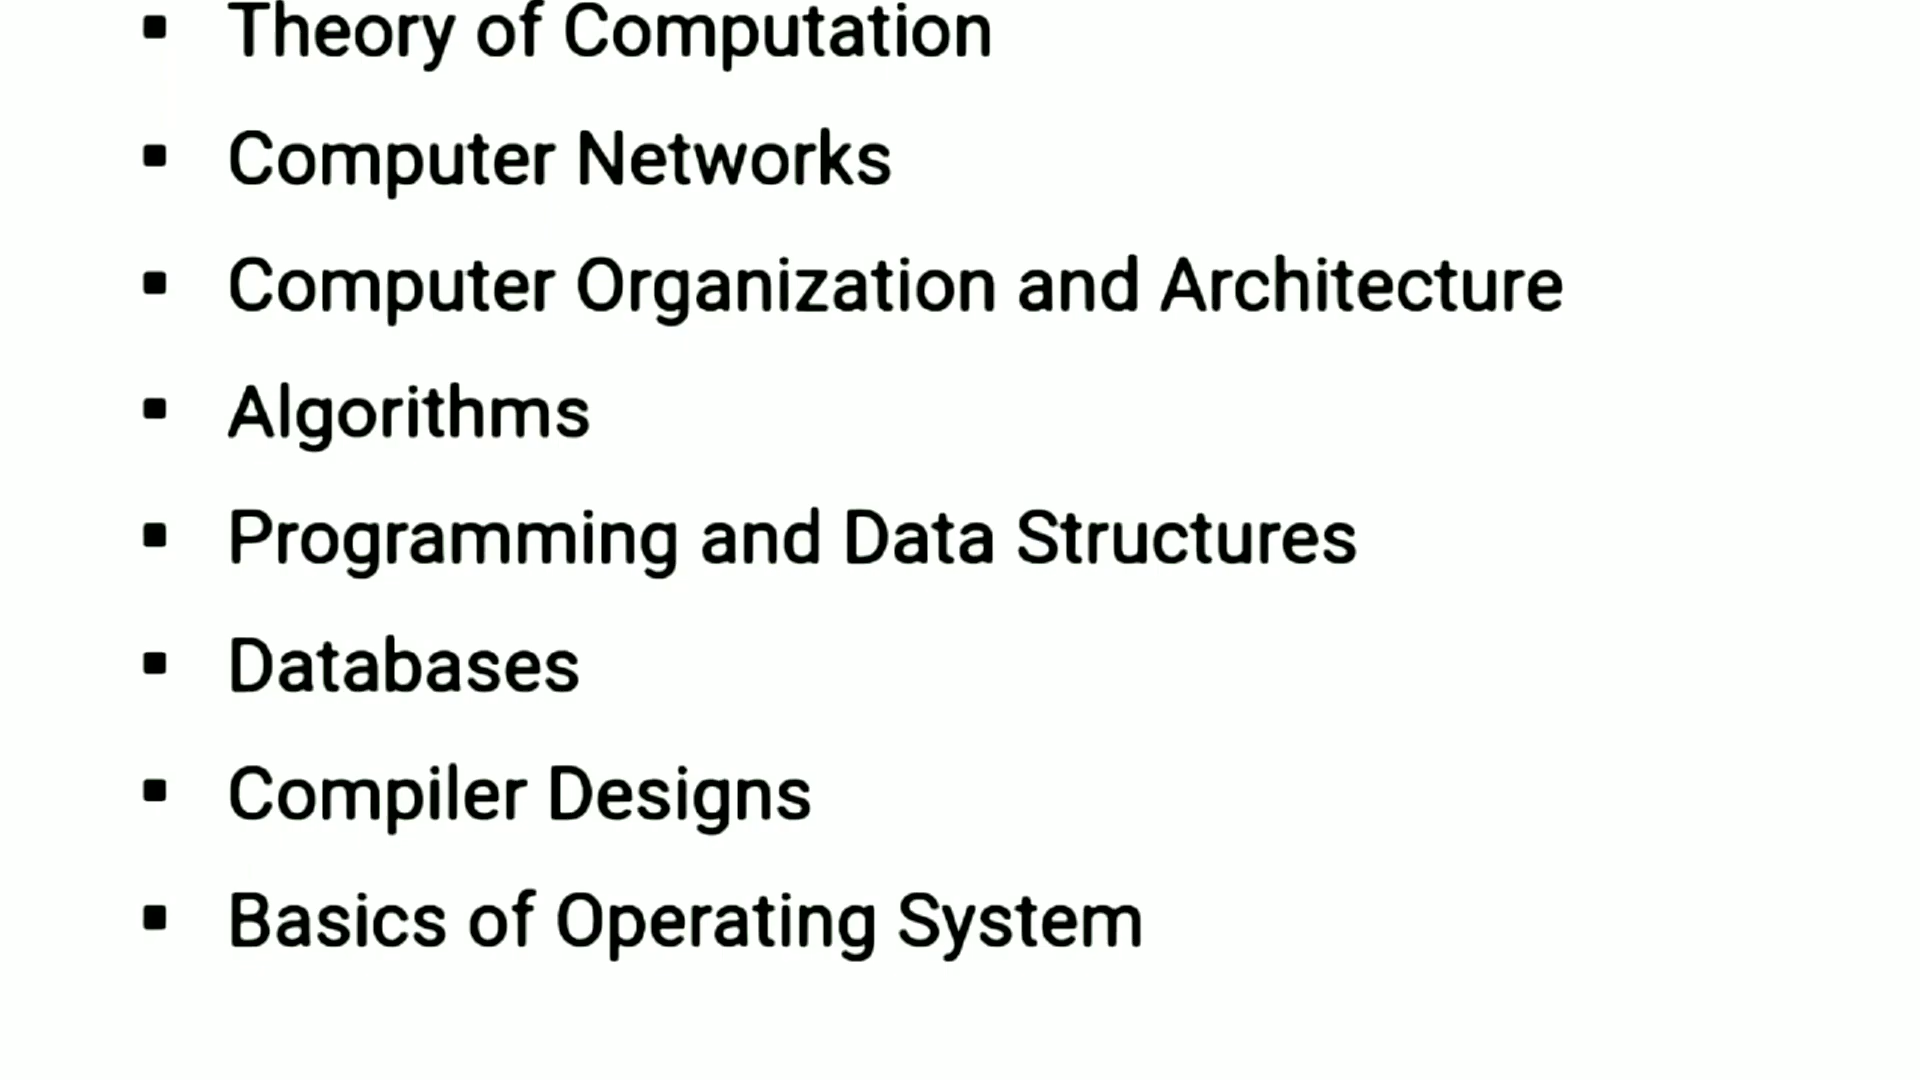 ▪ Theory of Computation
▪ Computer Networks
▪ Computer Organization and Architecture
▪ Algorithms
▪ Programming and Data Structures
▪ Databases
▪ Compiler Designs
▪ Basics of Operating System